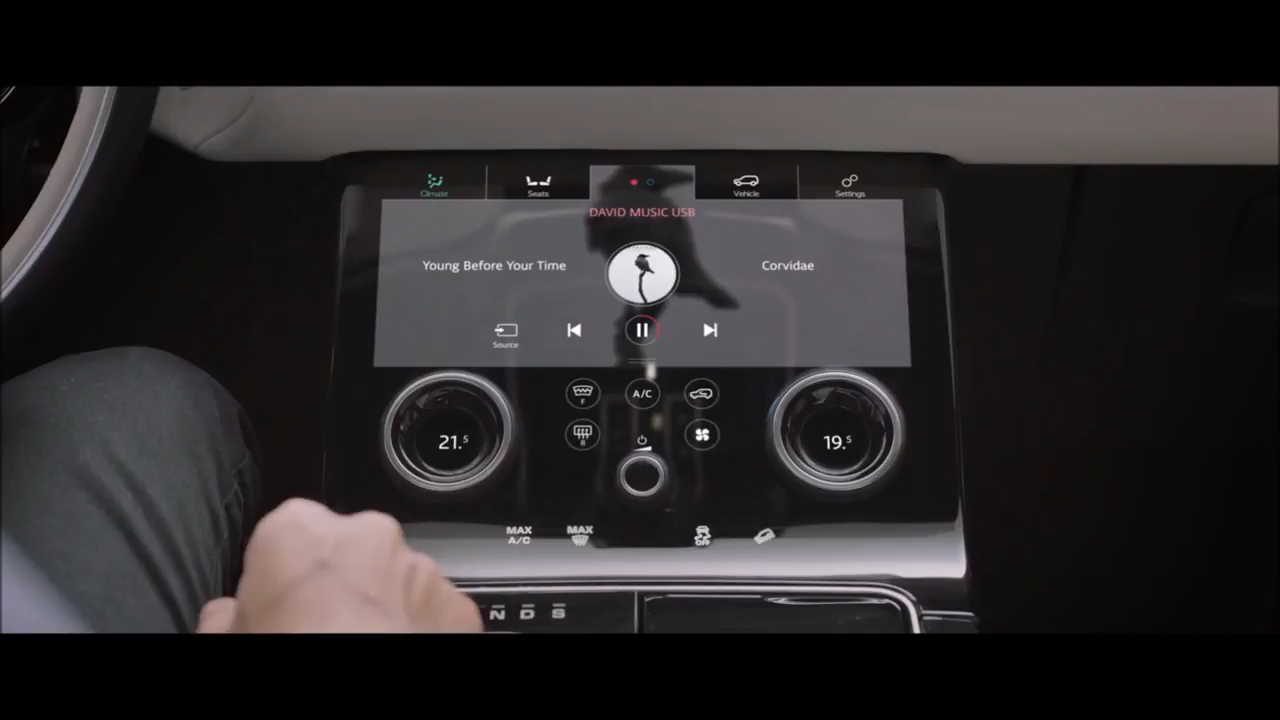 Climate
Seats
Vehicle
Settings
DAVID MUSIC USB
Young Before Your Time
Corvidae
Source
F
A/C
R
21.5
19.5
MAX
A/C
MAX
OFF
N D S